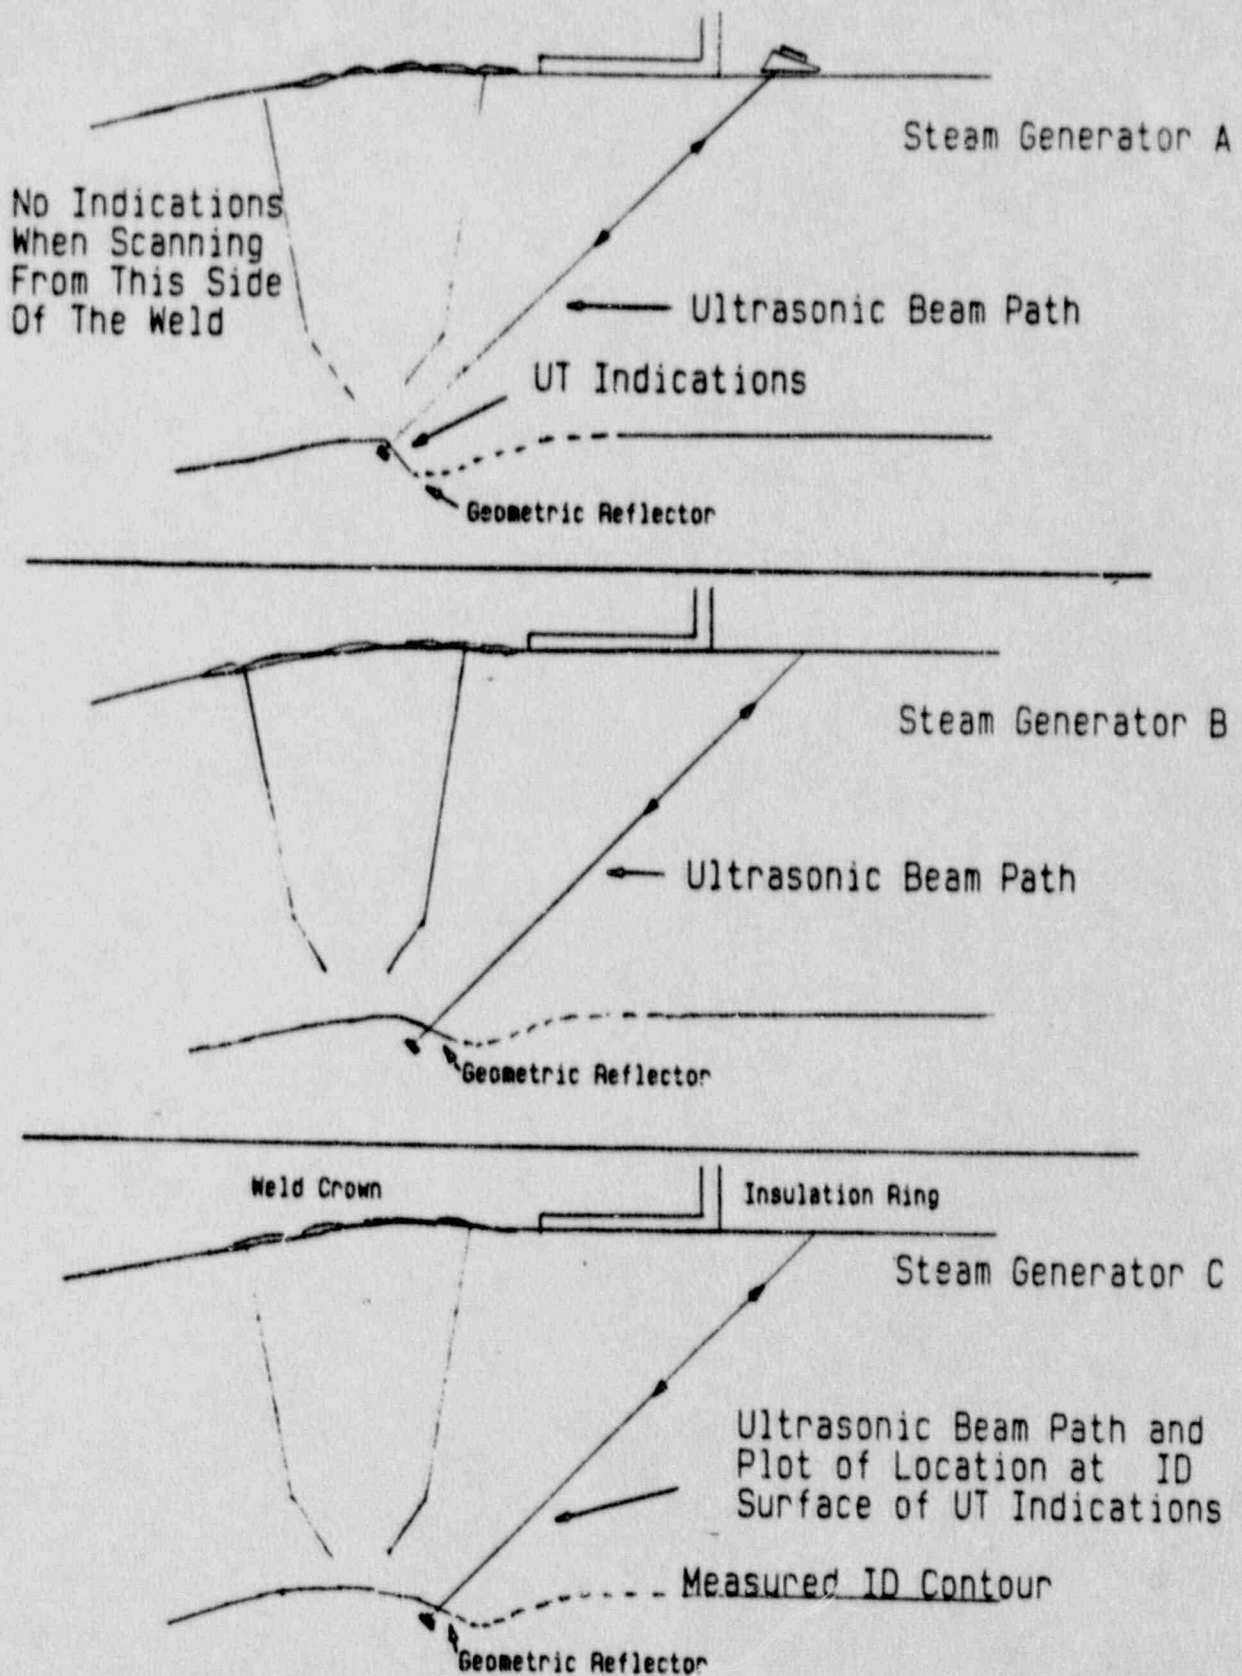 Steam Generator A
No Indications
When Scanning
From This Side
Of The Weld
Ultrasonic Beam Path
UT Indications
Geometric Reflector
Steam Generator B
Ultrasonic Beam Path
Geometric Reflector
Weld Crown
Insulation Ring
Steam Generator C
Ultrasonic Beam Path and
Plot of Location at ID
Surface of UT Indications
Measured ID Contour
Geometric Reflector